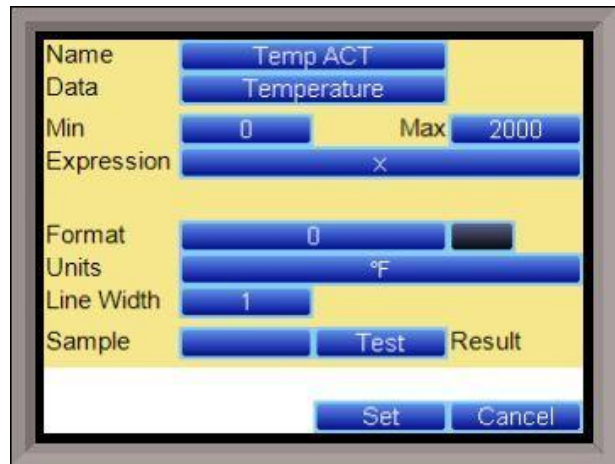 Name Temp ACT
Data Temperature
Min 0 Max 2000
Expression x
Format 0
Units °F
Line Width 1
Sample Test Result
Set Cancel